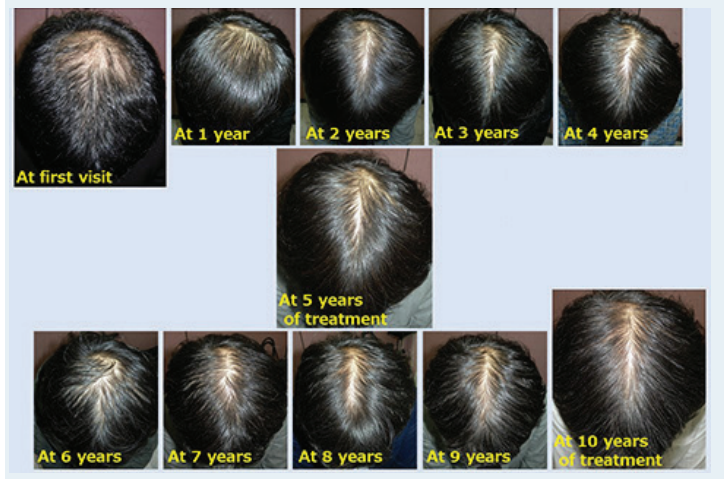 At first visit
At 1 year
At 2 years
At 3 years
At 4 years
At 5 years
of treatment
At 6 years
At 7 years
At 8 years
At 9 years
At 10 years
of treatment